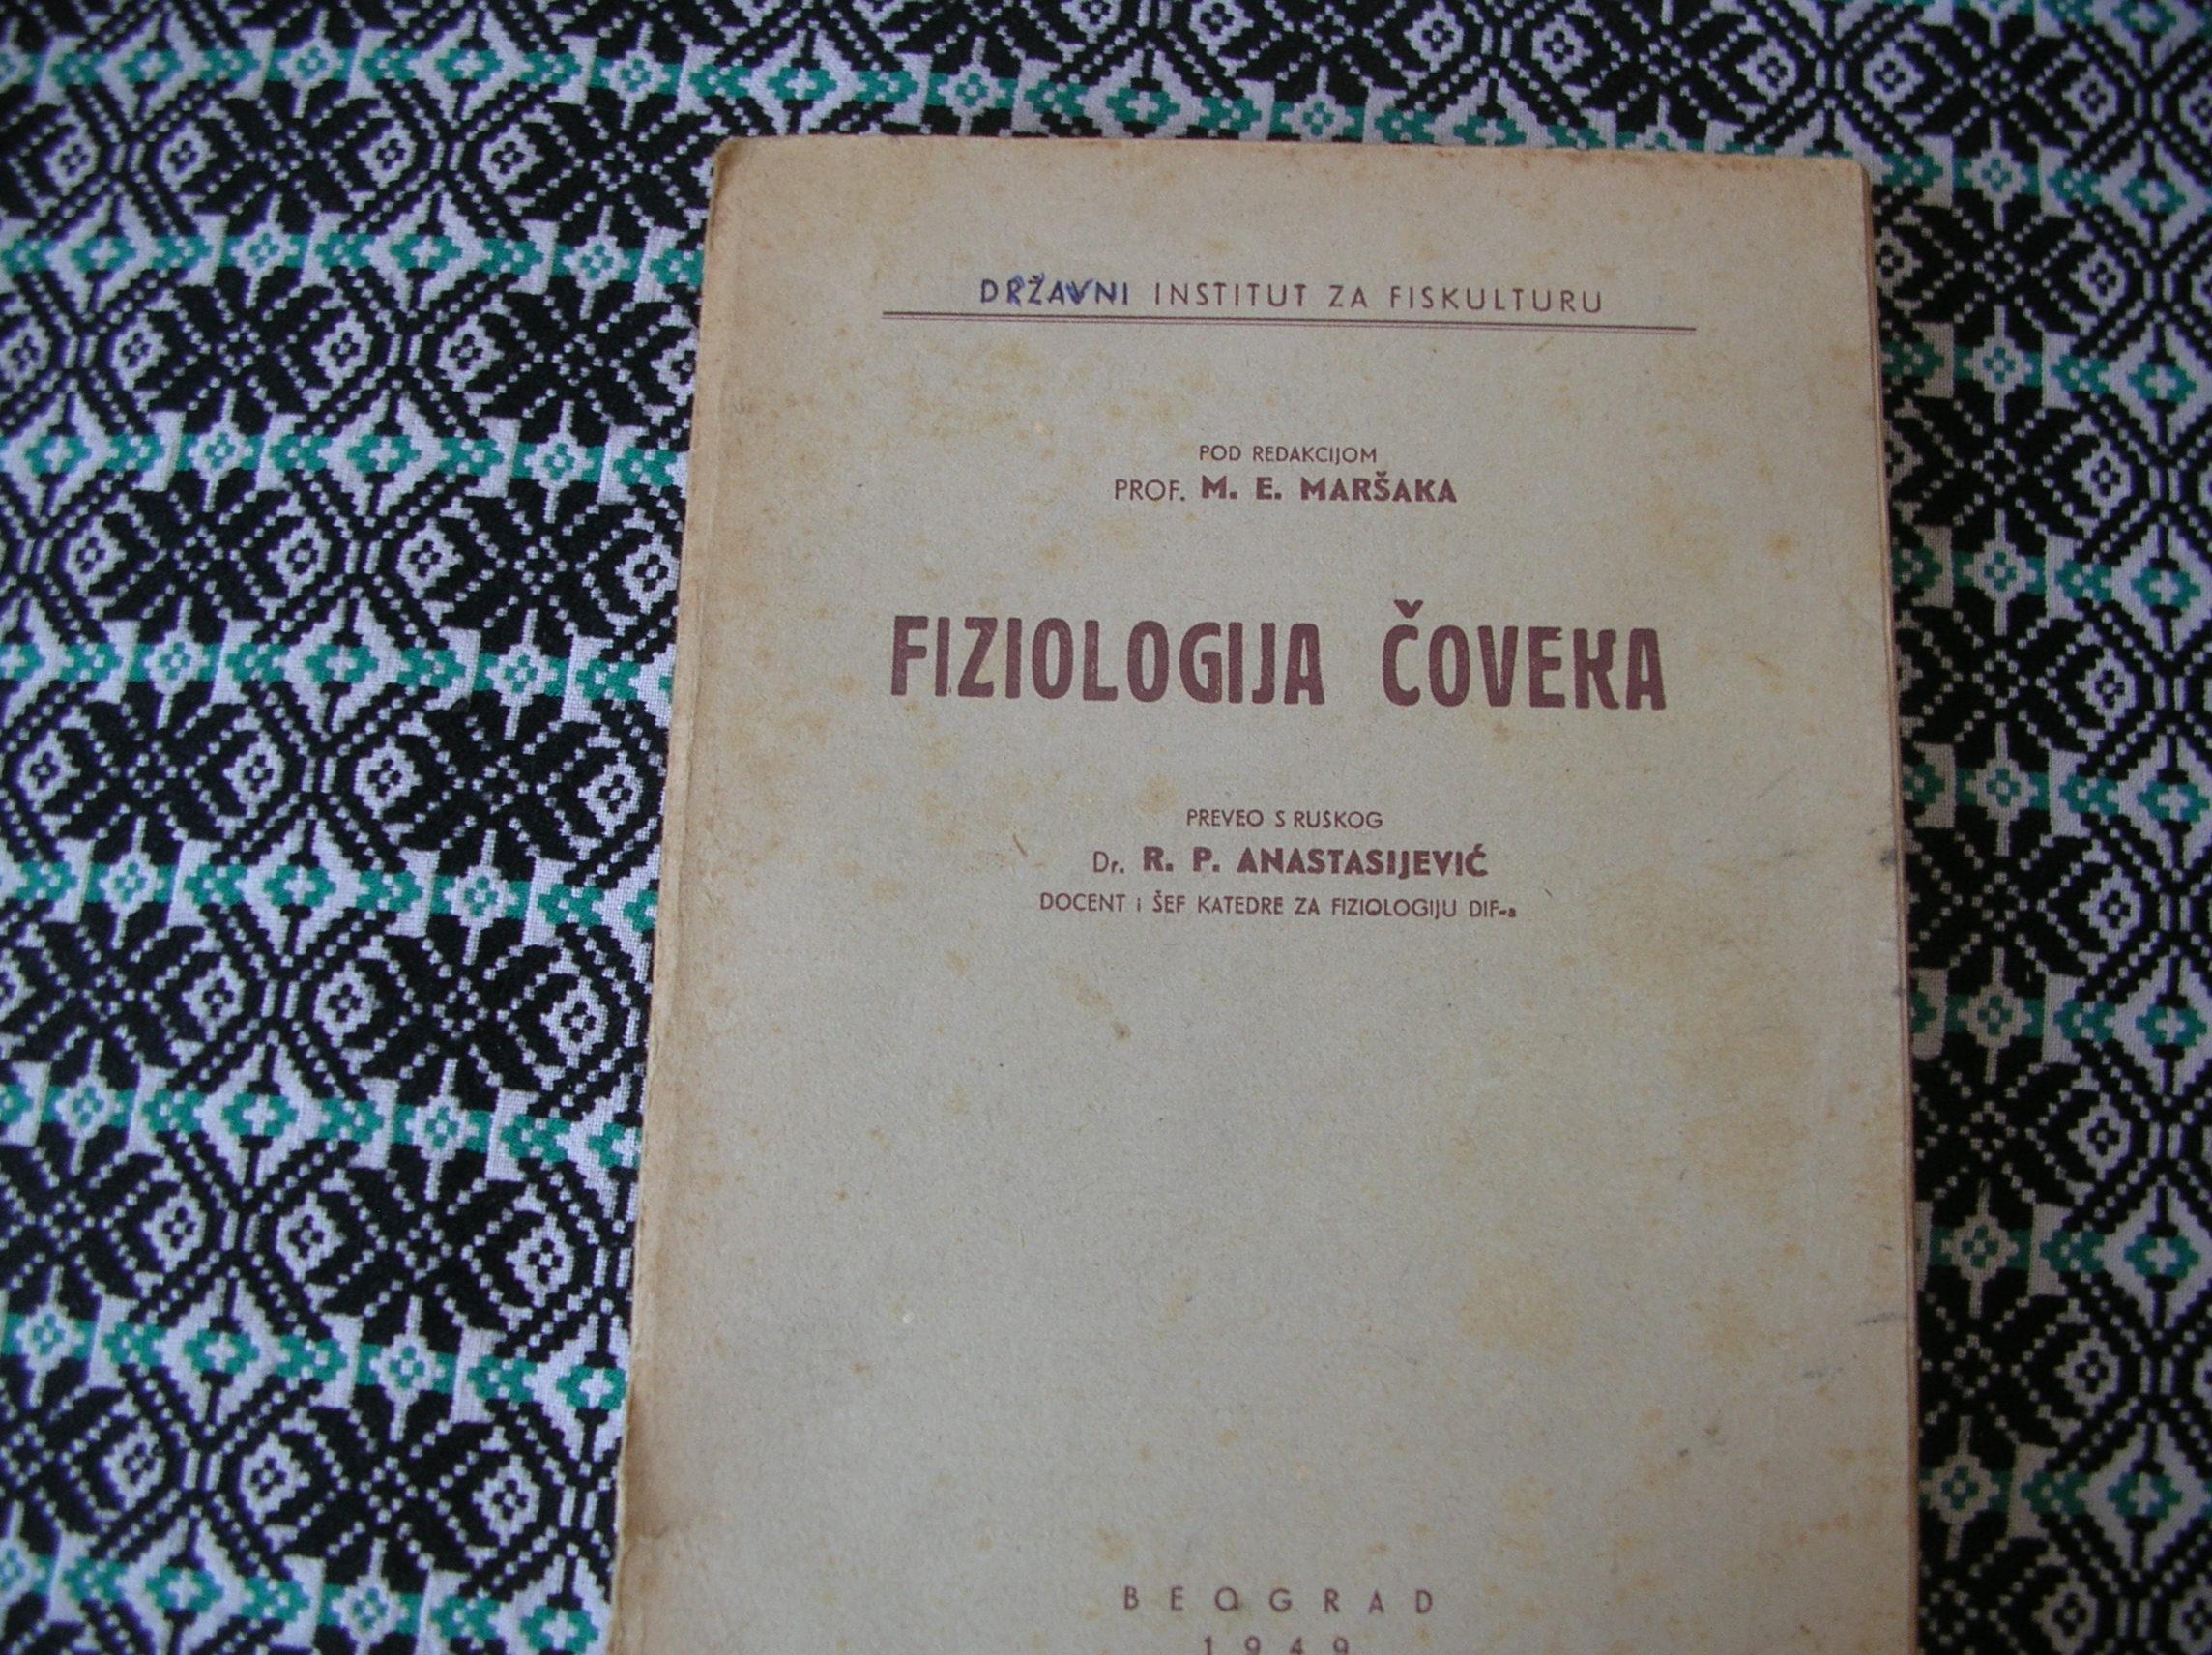 DRŽAVNI INSTITUT ZA FISKULTURU
POD REDAKCIJOM
PROF. M. E. MARŠAKA
FIZIOLOGIJA ČOVEKA
PREVEO S RUSKOG
Dr. R. P. ANASTASIJEVIĆ
DOCENT i ŠEF KATEDRE ZA FIZIOLOGIJU DIF-a
BEOGRAD
1949